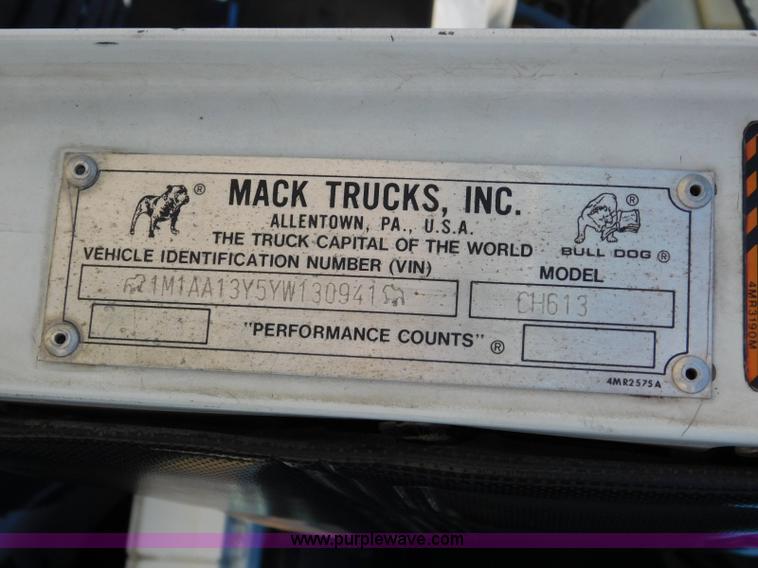 MACK TRUCKS, INC.
ALLENTOWN, PA., U.S.A.
THE TRUCK CAPITAL OF THE WORLD
BULL DOG ®
VEHICLE IDENTIFICATION NUMBER (VIN)
MODEL
1M1AA13Y5YW130941
CH613
"PERFORMANCE COUNTS" ®
4MR2575A
4MR3190M
www.purplewave.com